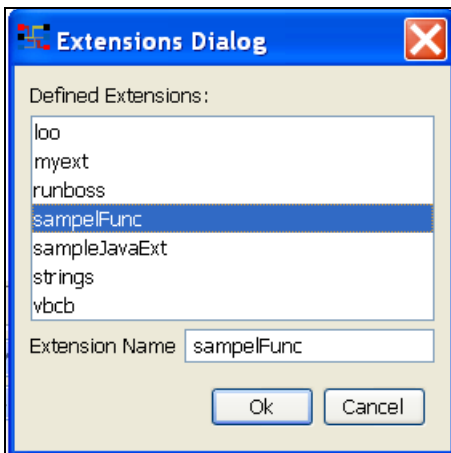 Extensions Dialog
Defined Extensions:
loo
myext
runboss
sampelFunc
sampleJavaExt
strings
vbcb
Extension Name sampelFunc
Ok Cancel